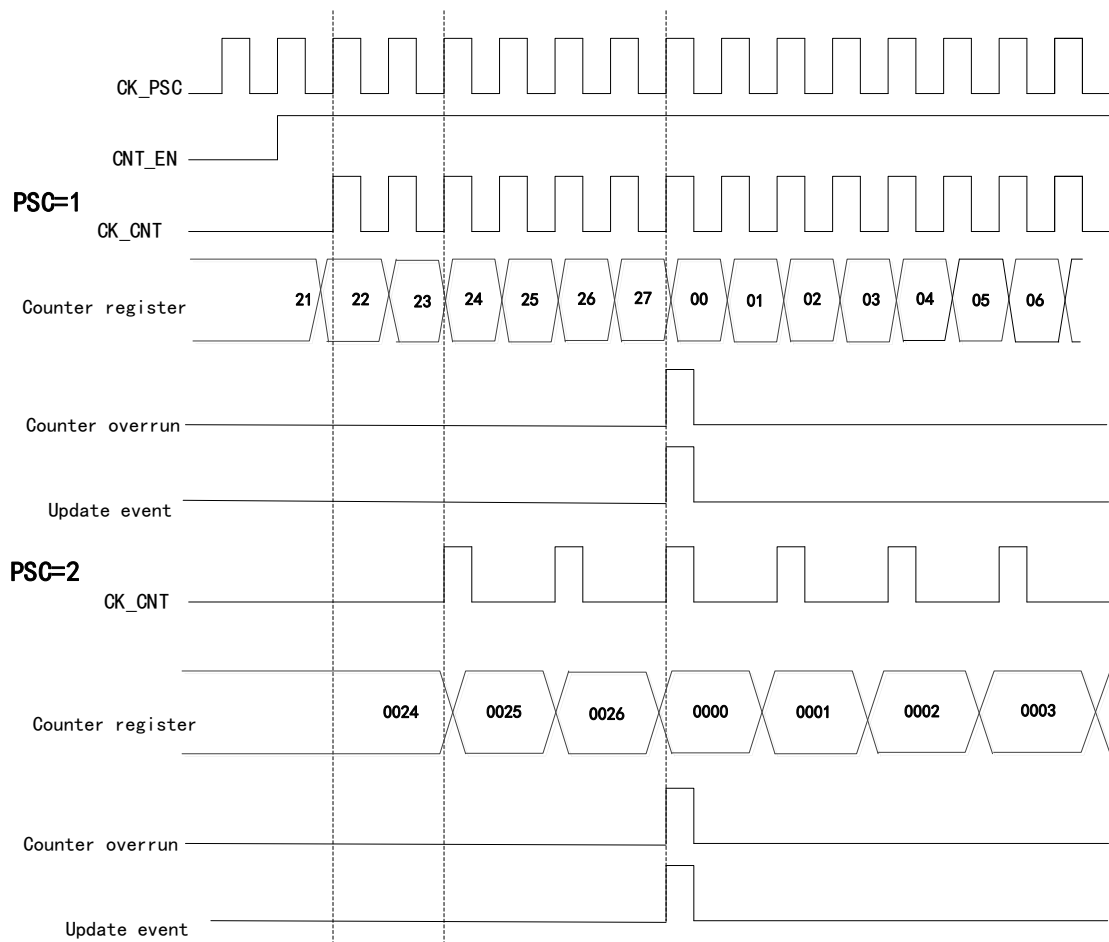 CK_PSC
CNT_EN
PSC=1
CK_CNT
Counter register 21 22 23 24 25 26 27 00 01 02 03 04 05 06
Counter overrun
Update event
PSC=2
CK_CNT
Counter register 0024 0025 0026 0000 0001 0002 0003
Counter overrun
Update event